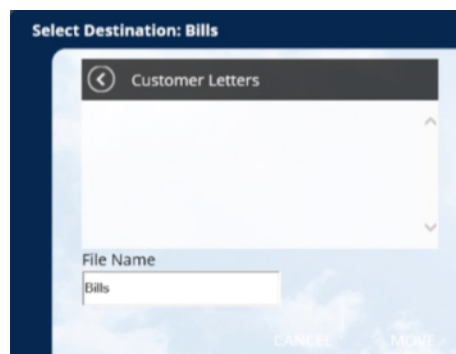 Select Destination: Bills
Customer Letters
File Name
Bills
CANCEL MOVE